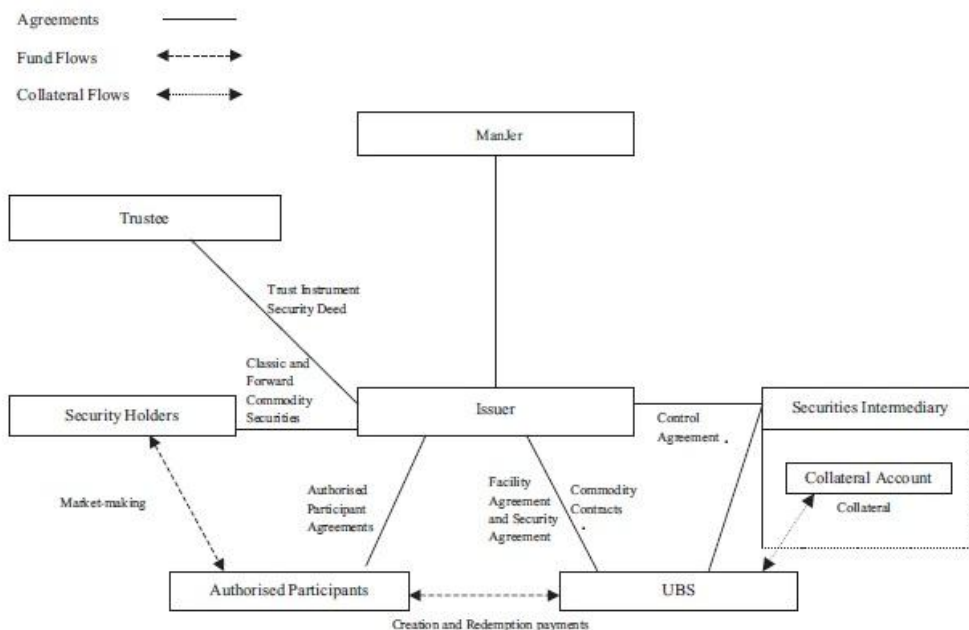 Agreements
Fund Flows
Collateral Flows
ManJer
Trustee
Trust Instrument
Security Deed
Classic and
Forward
Commodity
Securities
Security Holders
Issuer
Securities Intermediary
Control
Agreement
Collateral Account
Collateral
Market-making
Authorised
Participant
Agreements
Facility
Agreement
and Security
Agreement
Commodity
Contracts
Authorised Participants
UBS
Creation and Redemption payments